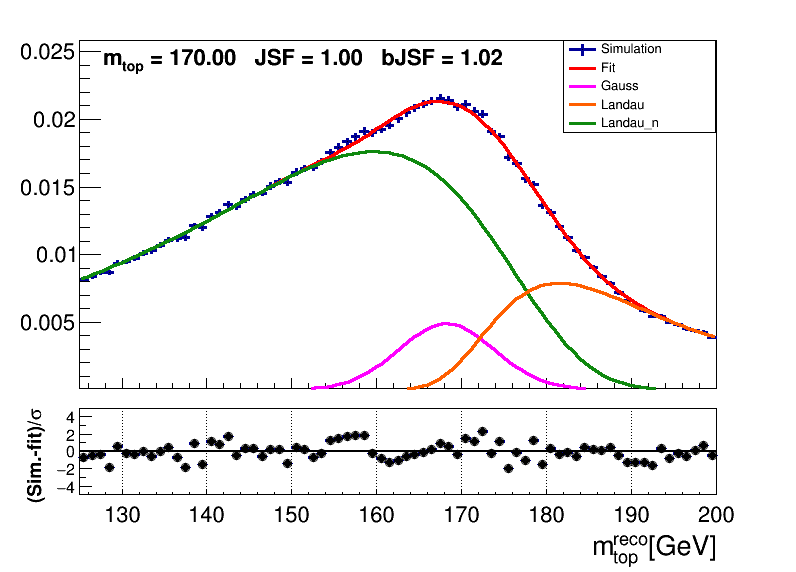 m_top = 170.00 JSF = 1.00 bJSF = 1.02
Simulation
Fit
Gauss
Landau
Landau_n
0.025
0.02
0.015
0.01
0.005
(Sim.-fit)/σ
4
2
0
−2
−4
130 140 150 160 170 180 190 200
m_top^reco[GeV]